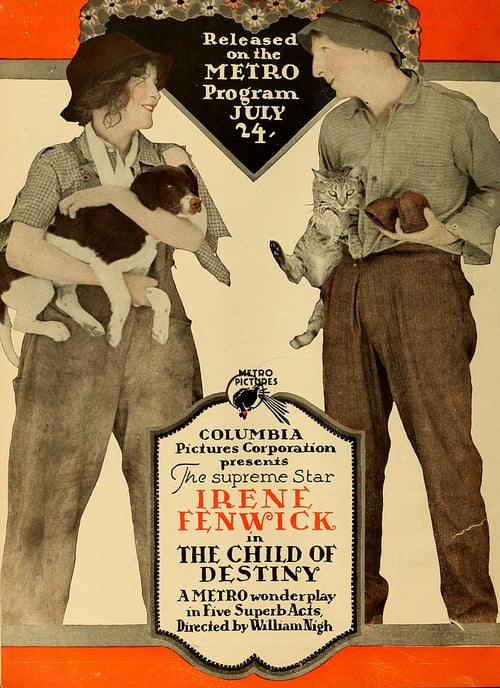 Released
on the
METRO
Program
JULY
24.
METRO
PICTURES
COLUMBIA
Pictures Corporation
presents
The supreme Star
IRENE
FENWICK
in
THE CHILD OF
DESTINY
A METRO wonderplay
in Five Superb Acts,
Directed by William Nigh